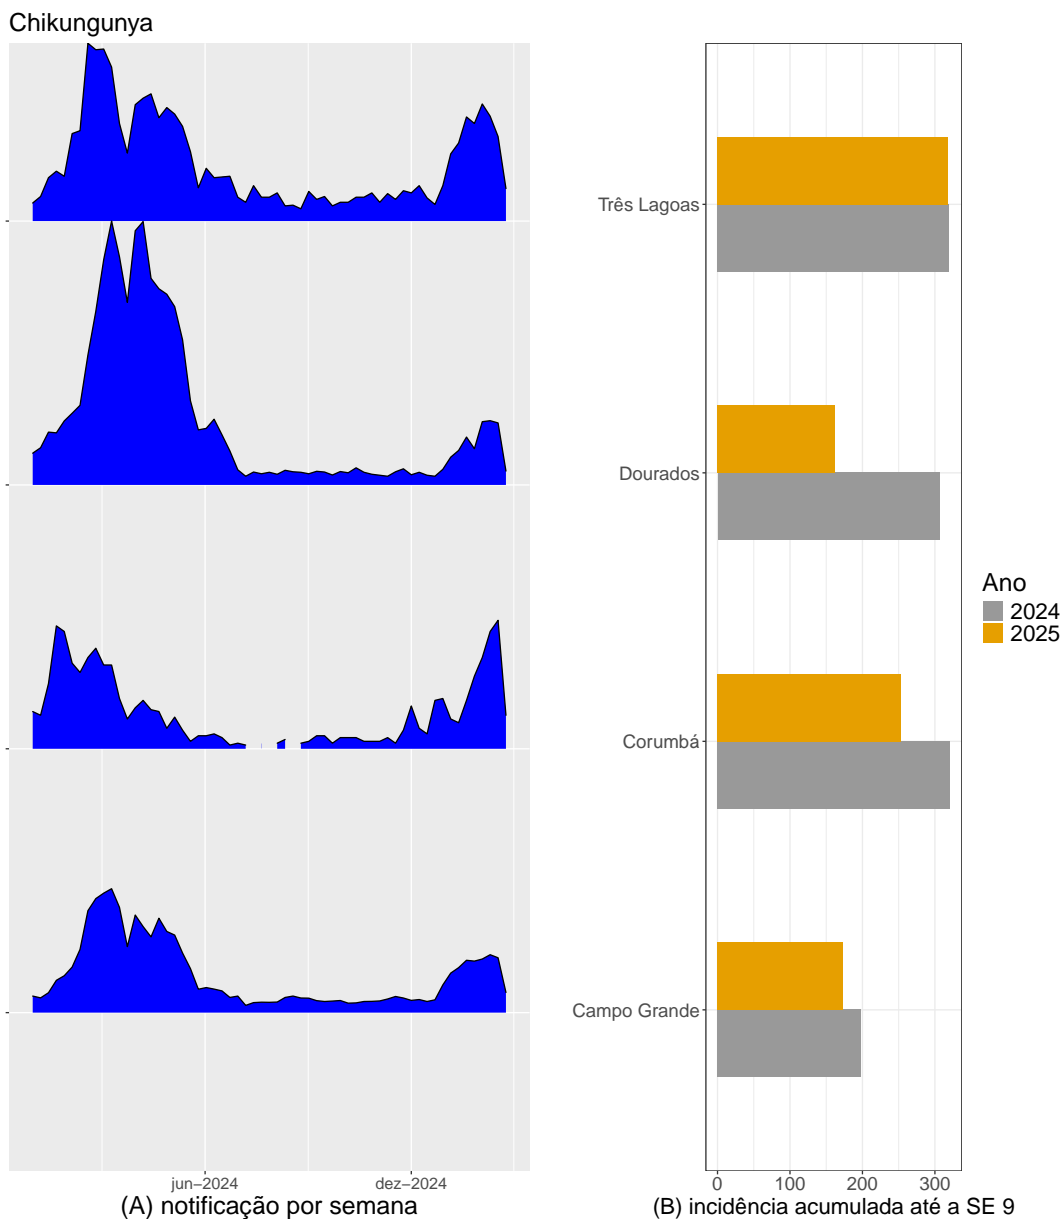 Chikungunya
jun–2024
dez–2024
(A) notificação por semana
Três Lagoas
Dourados
Corumbá
Campo Grande
0
100
200
300
(B) incidência acumulada até a SE 9
Ano
2024
2025